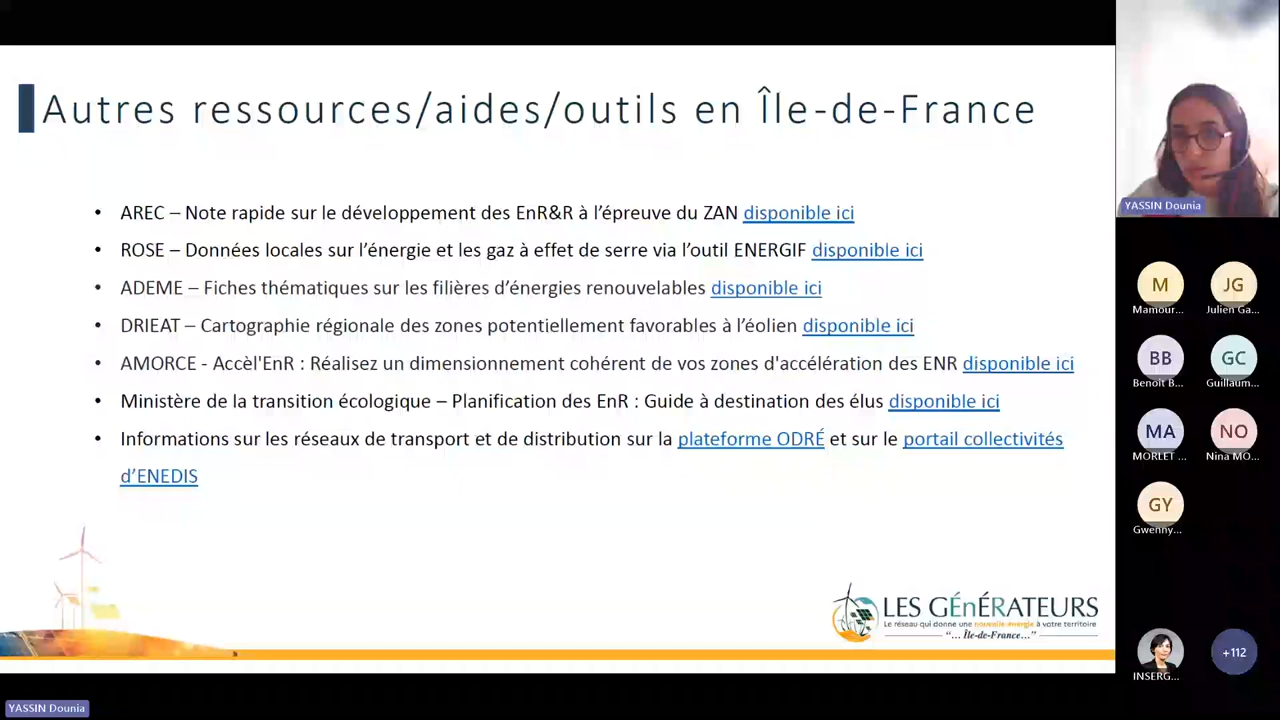 Autres ressources/aides/outils en Île-de-France
• AREC – Note rapide sur le développement des EnR&R à l’épreuve du ZAN disponible ici
• ROSE – Données locales sur l’énergie et les gaz à effet de serre via l’outil ENERGIF disponible ici
• ADEME – Fiches thématiques sur les filières d’énergies renouvelables disponible ici
• DRIEAT – Cartographie régionale des zones potentiellement favorables à l’éolien disponible ici
• AMORCE - Accèl'EnR : Réalisez un dimensionnement cohérent de vos zones d'accélération des ENR disponible ici
• Ministère de la transition écologique – Planification des EnR : Guide à destination des élus disponible ici
• Informations sur les réseaux de transport et de distribution sur la plateforme ODRÉ et sur le portail collectivités
d’ENEDIS
LES GÉnÉRATEURS
Le réseau qui donne une nouvelle énergie à votre territoire
“... Île-de-France...”
YASSIN Dounia
M
Mamour...
JG
Julien Ga...
BB
Benoit B...
GC
Guillaum...
MA
MORLET ...
NO
Nina MO...
GY
Gwenny...
INSERG...
+112
YASSIN Dounia